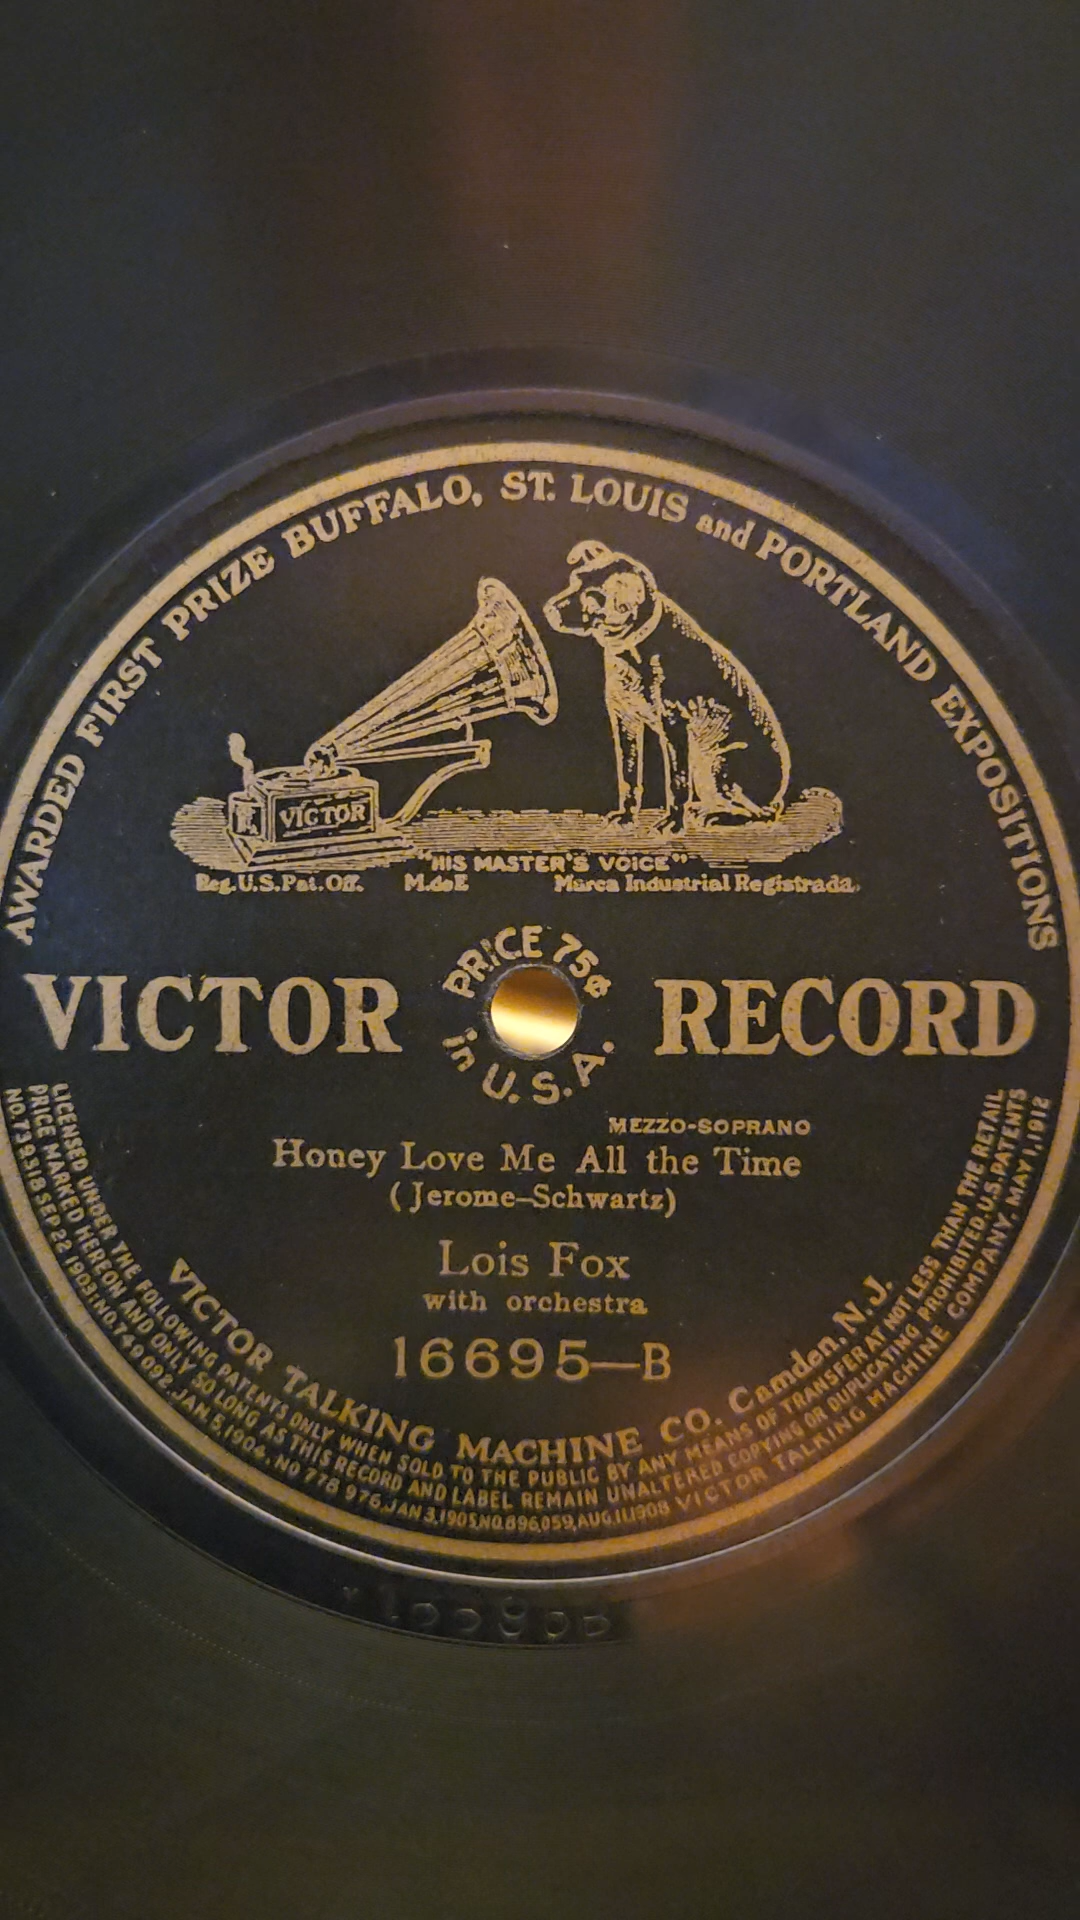 AWARDED FIRST PRIZE BUFFALO, ST. LOUIS and PORTLAND EXPOSITIONS
VICTOR
"HIS MASTER'S VOICE"
Reg. U.S. Pat. Off. M. de F. Marca Industrial Registrada.
VICTOR RECORD
PRICE 75¢
in U.S.A.
MEZZO-SOPRANO
Honey Love Me All the Time
(Jerome-Schwartz)
Lois Fox
with orchestra
16695-B
VICTOR TALKING MACHINE CO. Camden, N.J.
LICENSED UNDER THE FOLLOWING PATENTS ONLY WHEN SOLD TO THE PUBLIC BY ANY MEANS OF TRANSFER AT NOT LESS THAN THE RETAIL
PRICE MARKED HEREON AND ONLY SO LONG AS THIS RECORD AND LABEL REMAIN UNALTERED COPYING OR DUPLICATING PROHIBITED. U.S. PATENTS
NO. 739,318 SEP 22 1903; NO. 749,092, JAN. 5, 1904, NO 778 976, JAN 3, 1905, NO. 896,059, AUG. 11, 1908 VICTOR TALKING MACHINE COMPANY, MAY 1, 1912